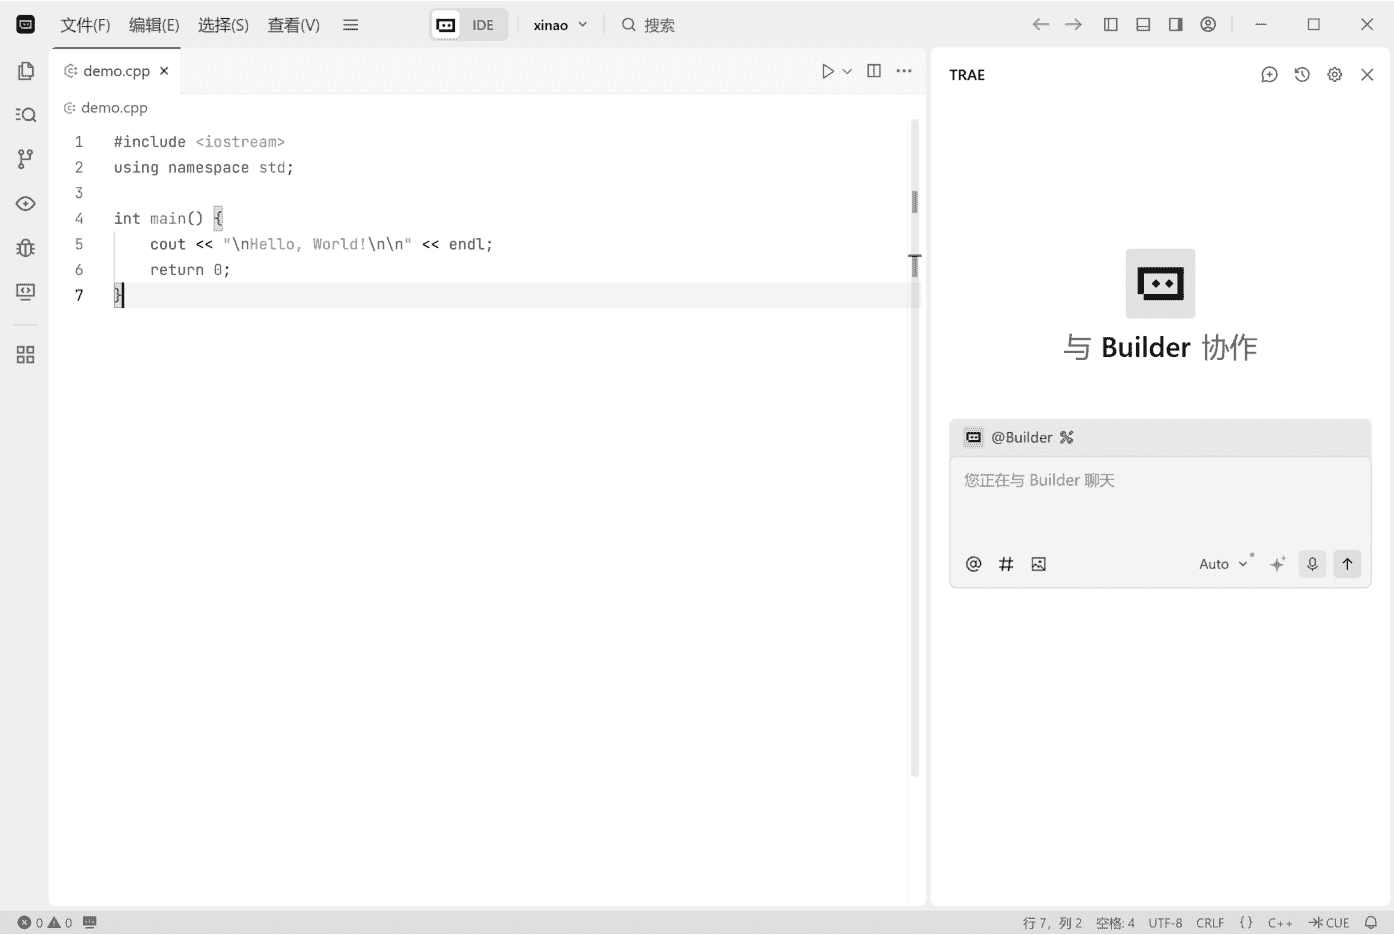 文件(F) 编辑(E) 选择(S) 查看(V) IDE xinao 搜索
demo.cpp
demo.cpp
1 #include <iostream>
2 using namespace std;
3
4 int main() {
5 cout << "\nHello, World!\n\n" << endl;
6 return 0;
7 }
TRAE
与 Builder 协作
@Builder
您正在与 Builder 聊天
Auto
0 0 行 7，列 2 空格: 4 UTF-8 CRLF {} C++ CUE